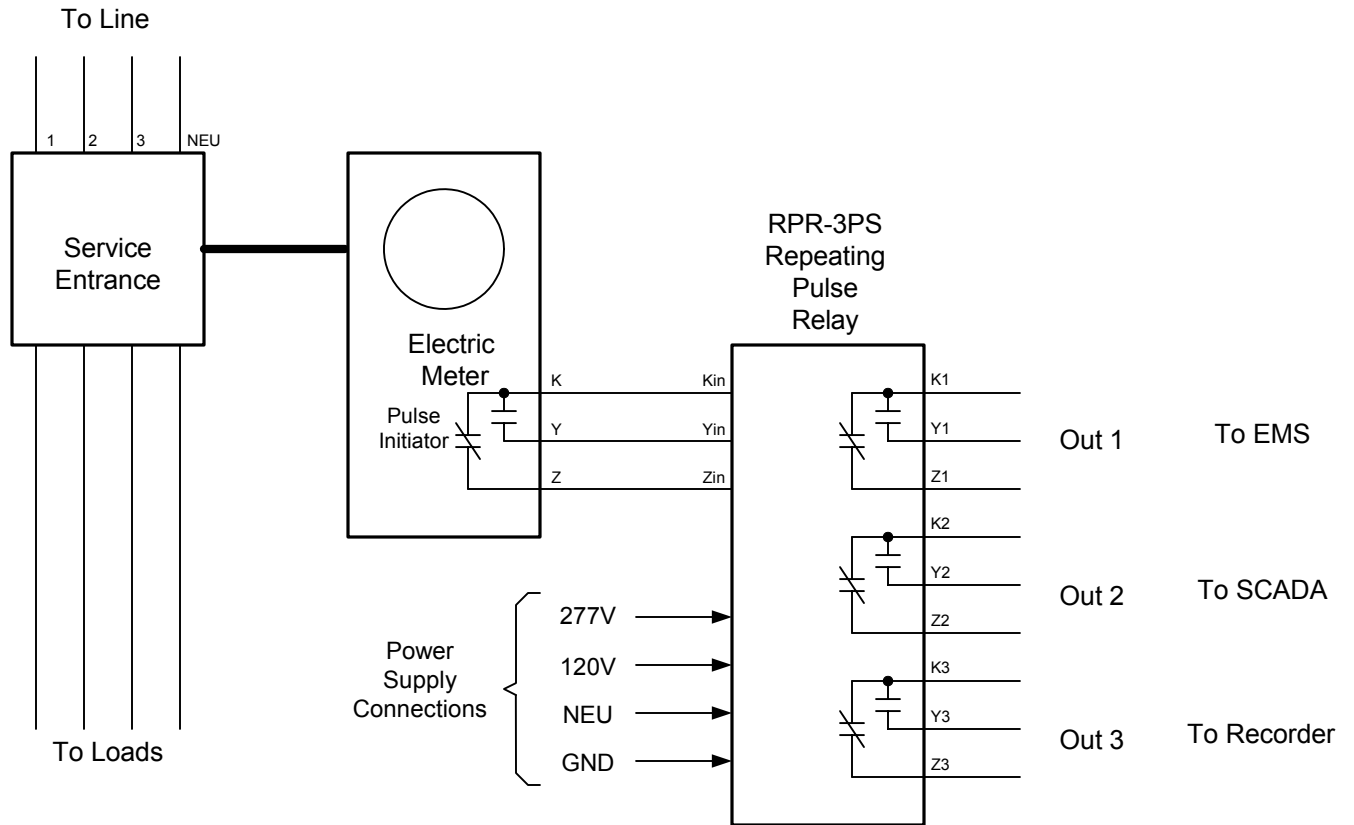 To Line
1 2 3 NEU
Service
Entrance
To Loads
Electric
Meter
Pulse
Initiator
K
Y
Z
RPR-3PS
Repeating
Pulse
Relay
Kin
Yin
Zin
Power
Supply
Connections
277V
120V
NEU
GND
K1
Y1
Z1
Out 1
To EMS
K2
Y2
Z2
Out 2
To SCADA
K3
Y3
Z3
Out 3
To Recorder